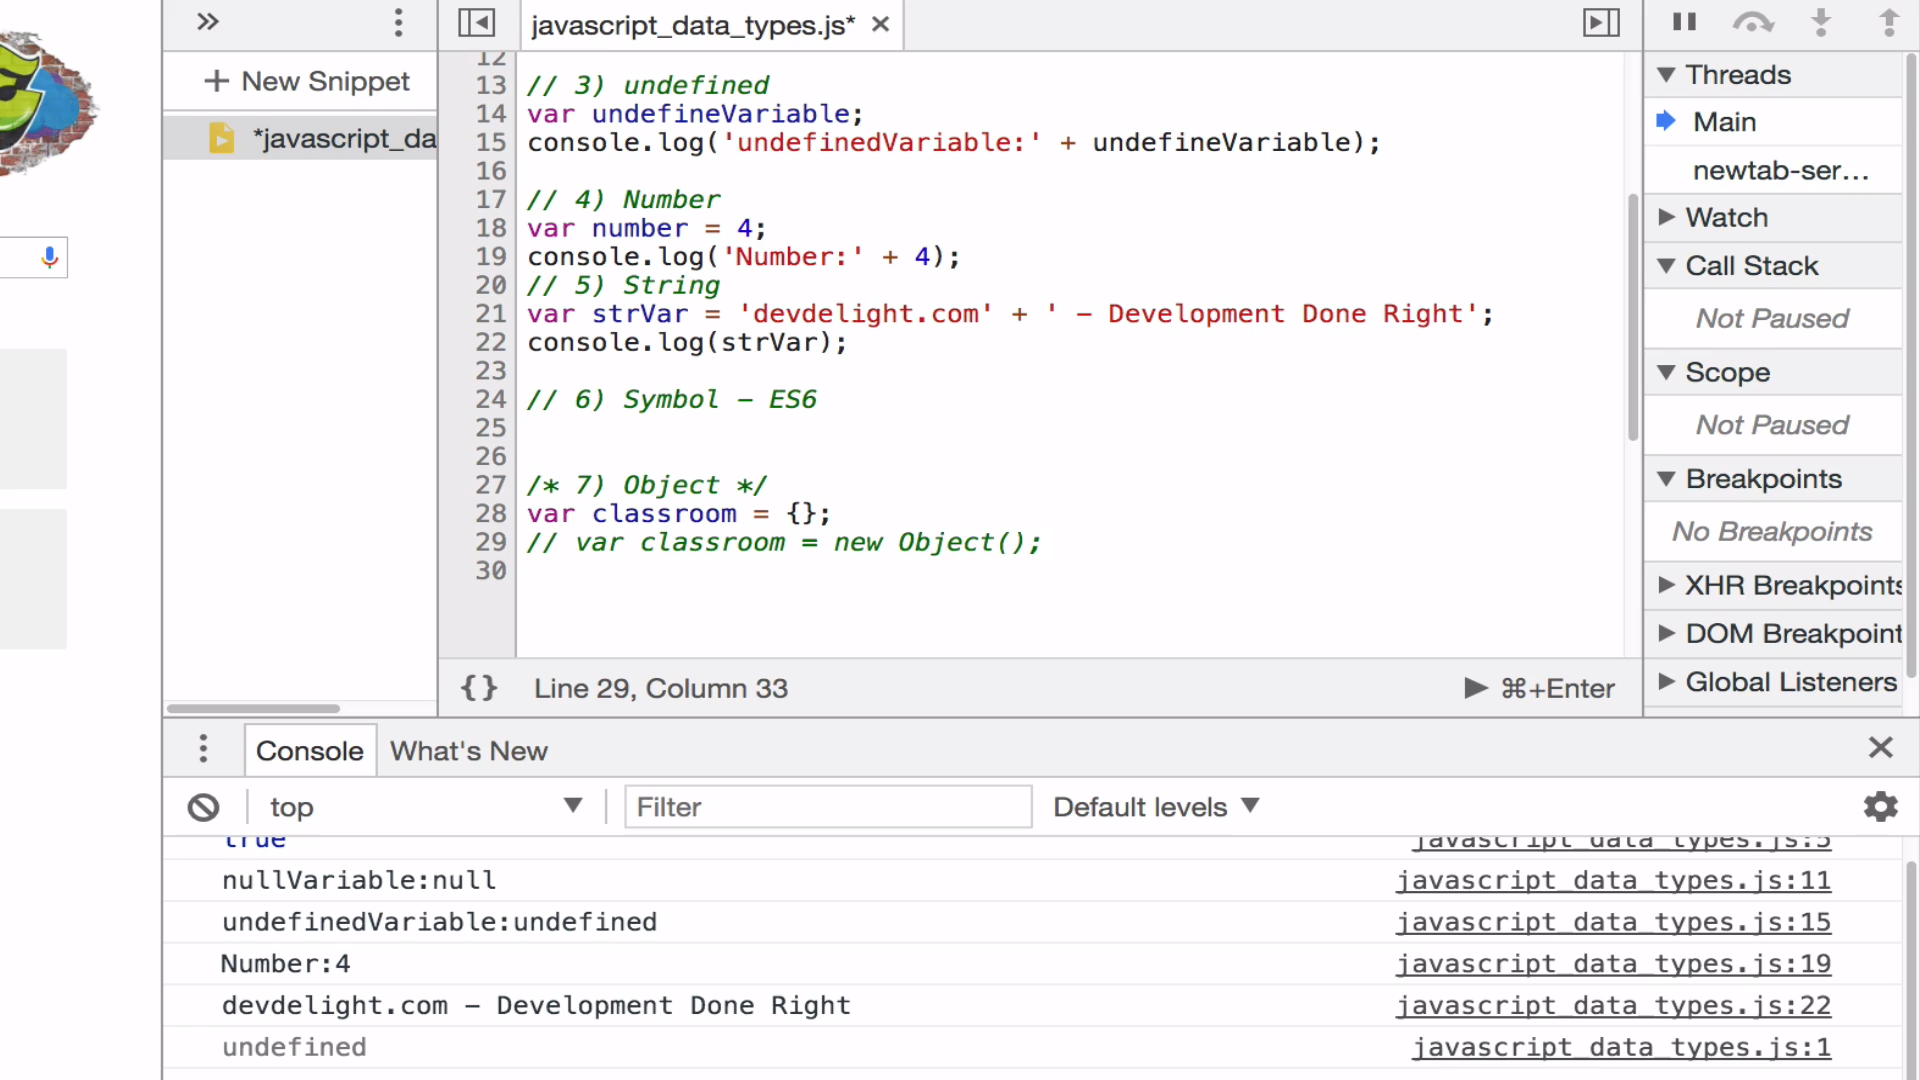 »
javascript_data_types.js* ×
+ New Snippet
*javascript_da
12
13 // 3) undefined
14 var undefineVariable;
15 console.log('undefinedVariable:' + undefineVariable);
16
17 // 4) Number
18 var number = 4;
19 console.log('Number:' + 4);
20 // 5) String
21 var strVar = 'devdelight.com' + ' - Development Done Right';
22 console.log(strVar);
23
24 // 6) Symbol - ES6
25
26
27 /* 7) Object */
28 var classroom = {};
29 // var classroom = new Object();
30
{} Line 29, Column 33 ⌘+Enter
Threads
Main
newtab-ser...
Watch
Call Stack
Not Paused
Scope
Not Paused
Breakpoints
No Breakpoints
XHR Breakpoints
DOM Breakpoint
Global Listeners
Console What's New ×
top Filter Default levels
true javascript_data_types.js:5
nullVariable:null javascript_data_types.js:11
undefinedVariable:undefined javascript_data_types.js:15
Number:4 javascript_data_types.js:19
devdelight.com - Development Done Right javascript_data_types.js:22
undefined javascript_data_types.js:1